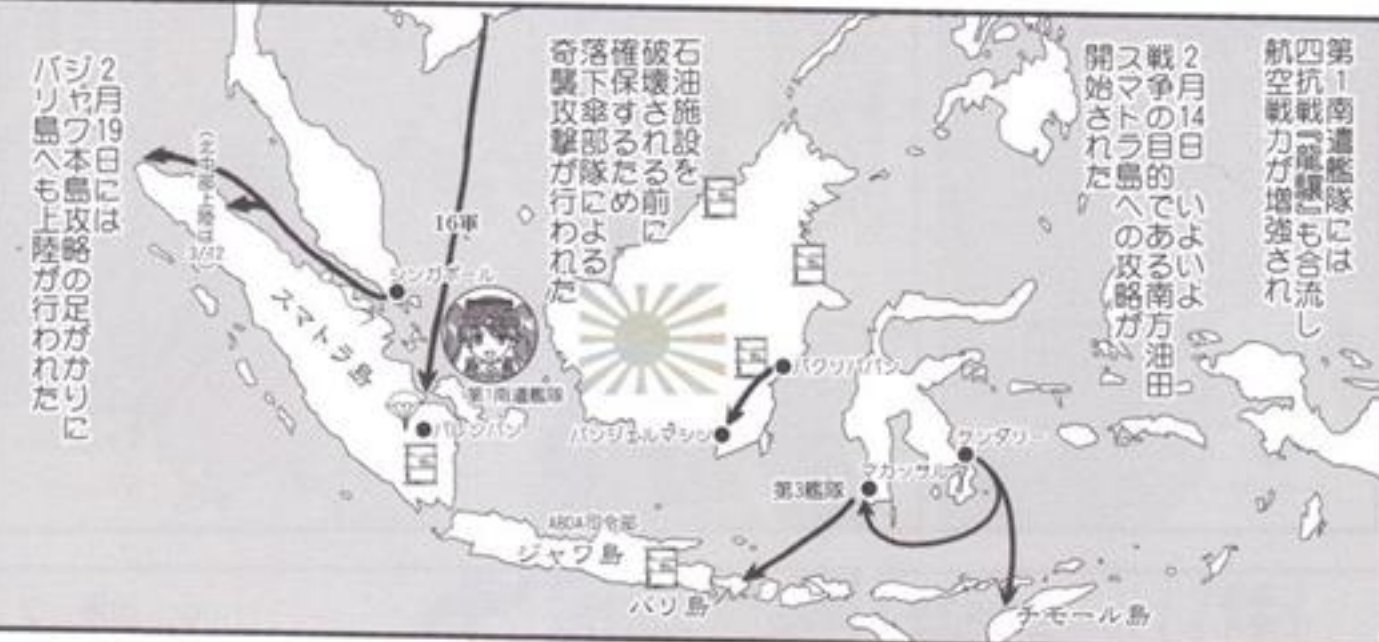 第1南遣艦隊には
四抗戦『龍驤』も合流し
航空戦力が増強され
2月14日 いよいよ
戦争の目的である南方油田
スマトラ島への攻略が
開始された
石油施設を
破壊される前に
確保するため
落下傘部隊による
奇襲攻撃が行われた
2月19日には
ジャワ本島攻略の足がかりに
バリ島へも上陸が行われた
16軍
(北中部上陸は
3/12
シンガポール
スマトラ島
第1南遣艦隊
パレンバン
バクリパパン
バンジェルマシン
ケンダリー
マカッサル
第3艦隊
ABDA司令部
ジャワ島
バリ島
チモール島